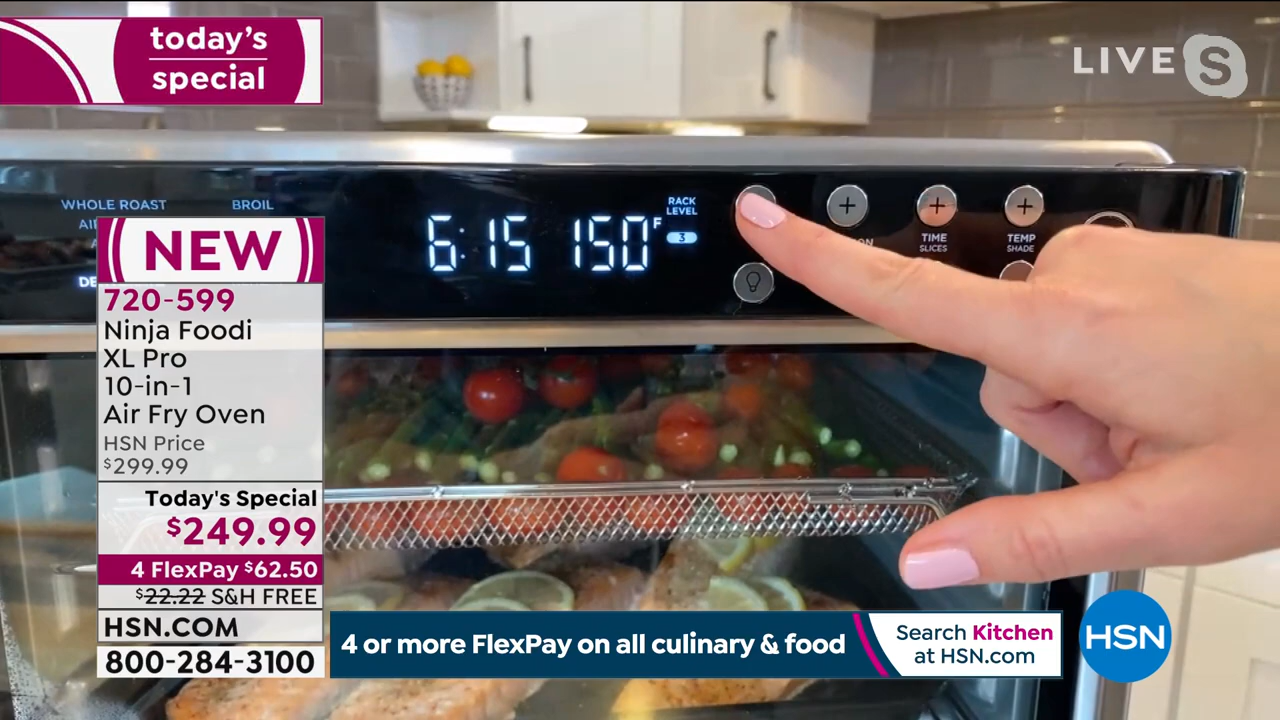 today's
special
LIVE S
WHOLE ROAST
BROIL
NEW
720-599
Ninja Foodi
XL Pro
10-in-1
Air Fry Oven
HSN Price
$299.99
Today's Special
$249.99
4 FlexPay $62.50
$22.22 S&H FREE
HSN.COM
800-284-3100
6:15 150 F
RACK
LEVEL
3
+ + +
TIME
SLICES
TEMP
SHADE
4 or more FlexPay on all culinary & food
Search Kitchen
at HSN.com
HSN